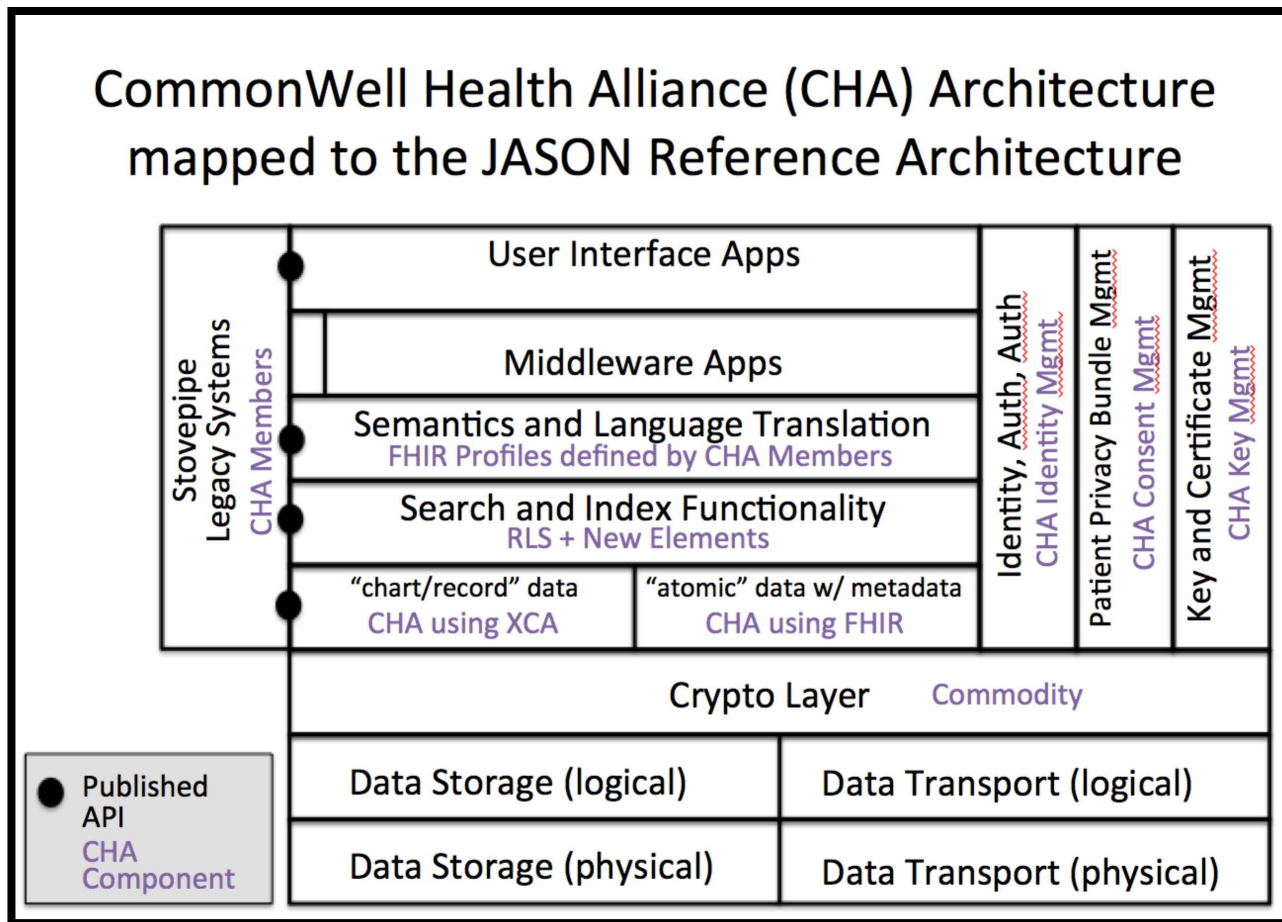 CommonWell Health Alliance (CHA) Architecture
mapped to the JASON Reference Architecture
Stovepipe
Legacy Systems
CHA Members
User Interface Apps
Middleware Apps
Semantics and Language Translation
FHIR Profiles defined by CHA Members
Search and Index Functionality
RLS + New Elements
“chart/record” data
CHA using XCA
“atomic” data w/ metadata
CHA using FHIR
Identity, Auth, Auth
CHA Identity Mgmt
Patient Privacy Bundle Mgmt
CHA Consent Mgmt
Key and Certificate Mgmt
CHA Key Mgmt
Crypto Layer Commodity
Data Storage (logical)
Data Transport (logical)
Data Storage (physical)
Data Transport (physical)
Published
API
CHA
Component